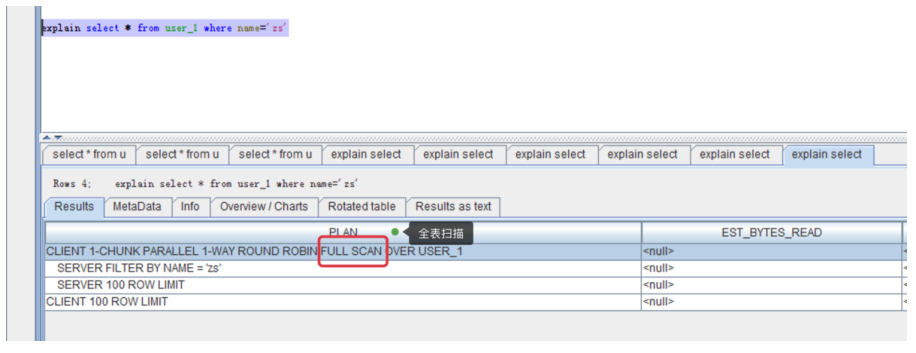 explain select * from user_1 where name='zs'
select * from u select * from u select * from u explain select explain select explain select explain select explain select explain select
Rows 4; explain select * from user_1 where name='zs'
Results MetaData Info Overview / Charts Rotated table Results as text
PLAN 全表扫描 EST_BYTES_READ
CLIENT 1-CHUNK PARALLEL 1-WAY ROUND ROBIN FULL SCAN OVER USER_1 <null>
SERVER FILTER BY NAME = 'zs' <null>
SERVER 100 ROW LIMIT <null>
CLIENT 100 ROW LIMIT <null>